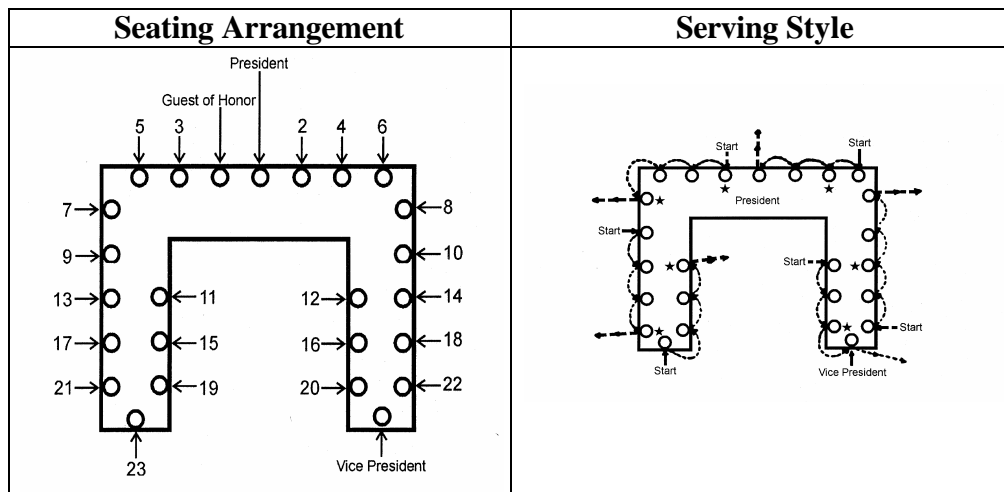 Seating Arrangement
Serving Style
President
Guest of Honor
5 3 2 4 6
7 8
9 10
13 11 12 14
17 15 16 18
21 19 20 22
23
Vice President
Start Start
President
Start
Start
Start
Start
Vice President